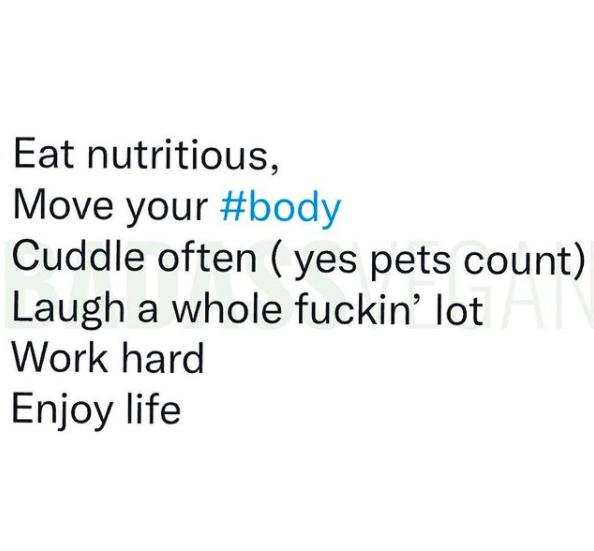 Eat nutritious,
Move your #body
Cuddle often ( yes pets count)
Laugh a whole fuckin’ lot
Work hard
Enjoy life
BADASSVEGAN